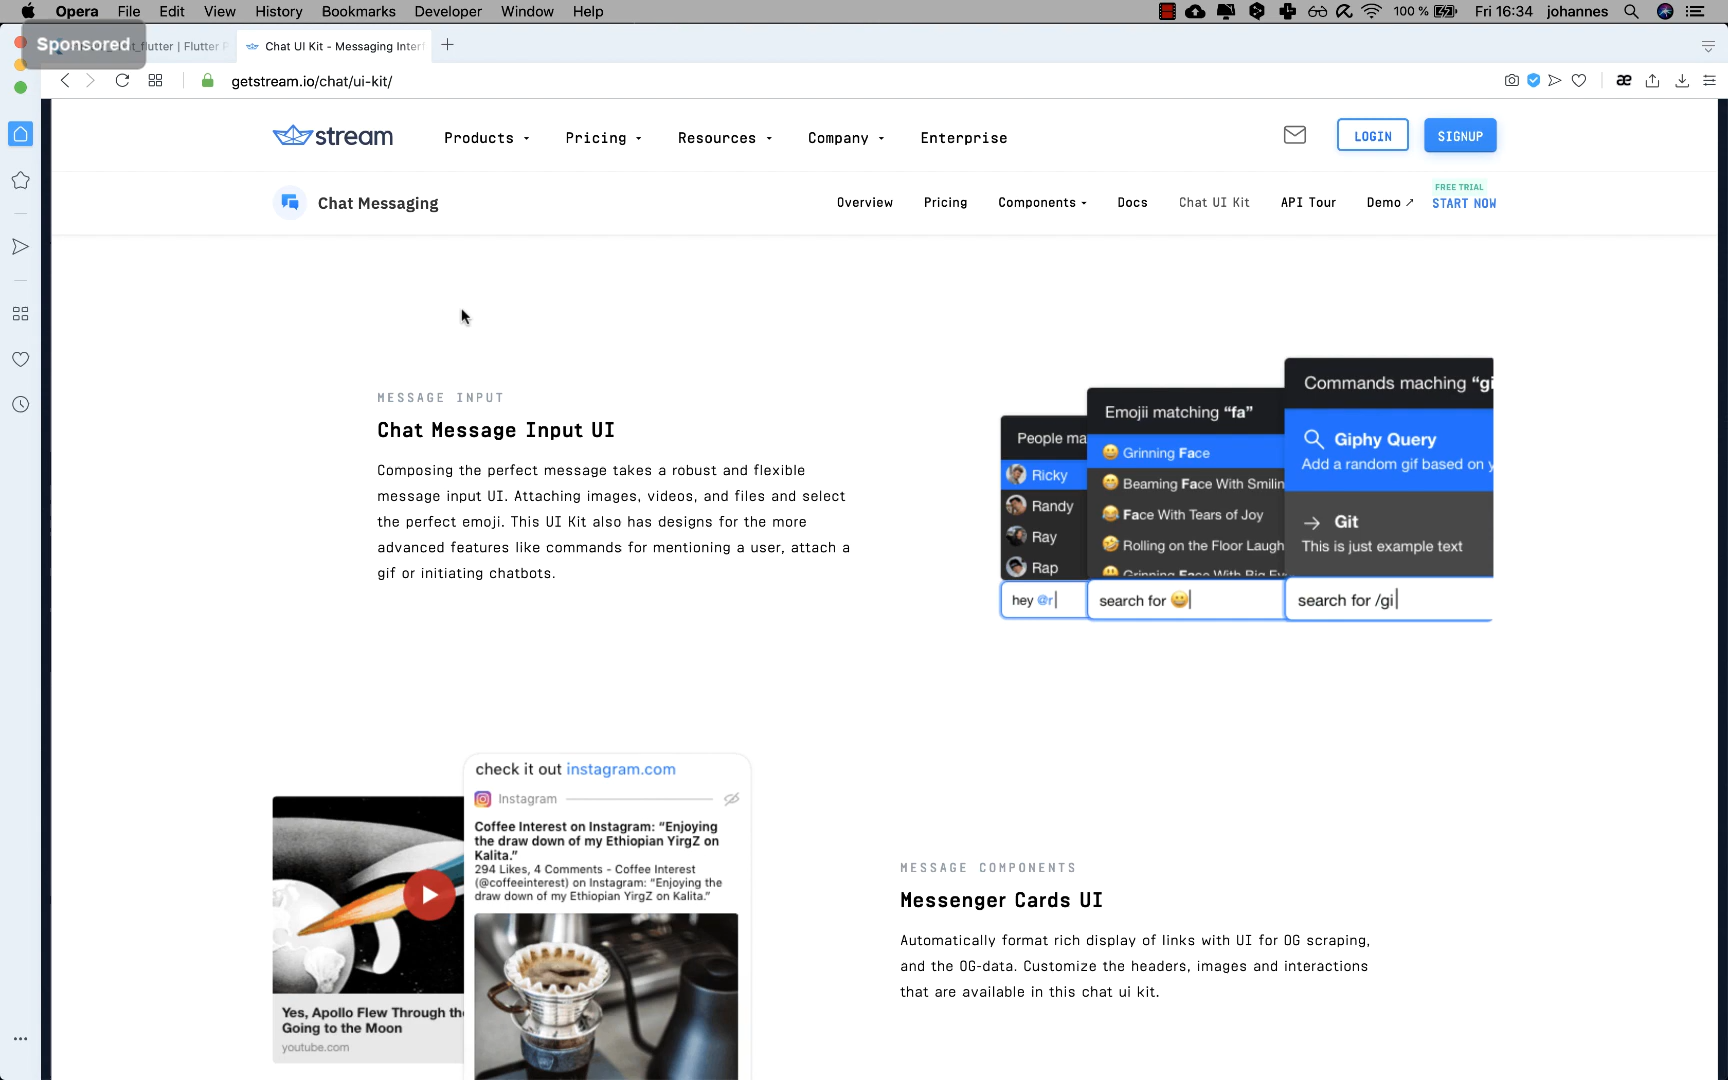 Opera File Edit View History Bookmarks Developer Window Help 100 % Fri 16:34 johannes
Sponsored
flutter | Flutter Chat UI Kit - Messaging Inter
getstream.io/chat/ui-kit/
stream Products Pricing Resources Company Enterprise LOGIN SIGNUP
Chat Messaging Overview Pricing Components Docs Chat UI Kit API Tour Demo FREE TRIAL START NOW
MESSAGE INPUT
Chat Message Input UI
Composing the perfect message takes a robust and flexible
message input UI. Attaching images, videos, and files and select
the perfect emoji. This UI Kit also has designs for the more
advanced features like commands for mentioning a user, attach a
gif or initiating chatbots.
People ma
Ricky
Randy
Ray
Rap
hey @r
Emojii matching “fa”
Grinning Face
Beaming Face With Smilin
Face With Tears of Joy
Rolling on the Floor Laugh
Grinning Face With Big Ey
search for 😀
Commands maching “gi
Giphy Query
Add a random gif based on y
Git
This is just example text
search for /gi
Yes, Apollo Flew Through th
Going to the Moon
youtube.com
check it out instagram.com
Instagram
Coffee Interest on Instagram: “Enjoying
the draw down of my Ethiopian YirgZ on
Kalita.”
294 Likes, 4 Comments - Coffee Interest
(@coffeeinterest) on Instagram: “Enjoying the
draw down of my Ethiopian YirgZ on Kalita.”
MESSAGE COMPONENTS
Messenger Cards UI
Automatically format rich display of links with UI for OG scraping,
and the OG-data. Customize the headers, images and interactions
that are available in this chat ui kit.